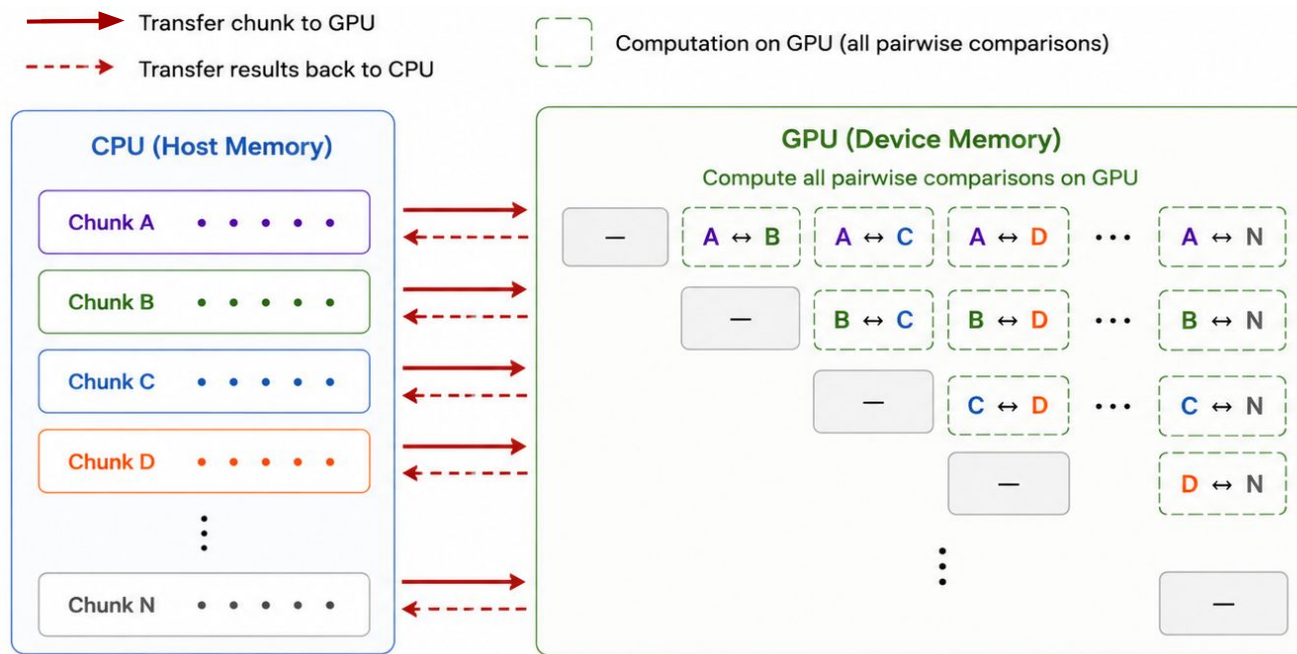 Transfer chunk to GPU
Transfer results back to CPU
Computation on GPU (all pairwise comparisons)
CPU (Host Memory)
Chunk A
Chunk B
Chunk C
Chunk D
Chunk N
GPU (Device Memory)
Compute all pairwise comparisons on GPU
— A ↔ B A ↔ C A ↔ D ... A ↔ N
— B ↔ C B ↔ D ... B ↔ N
— C ↔ D ... C ↔ N
— D ↔ N
—